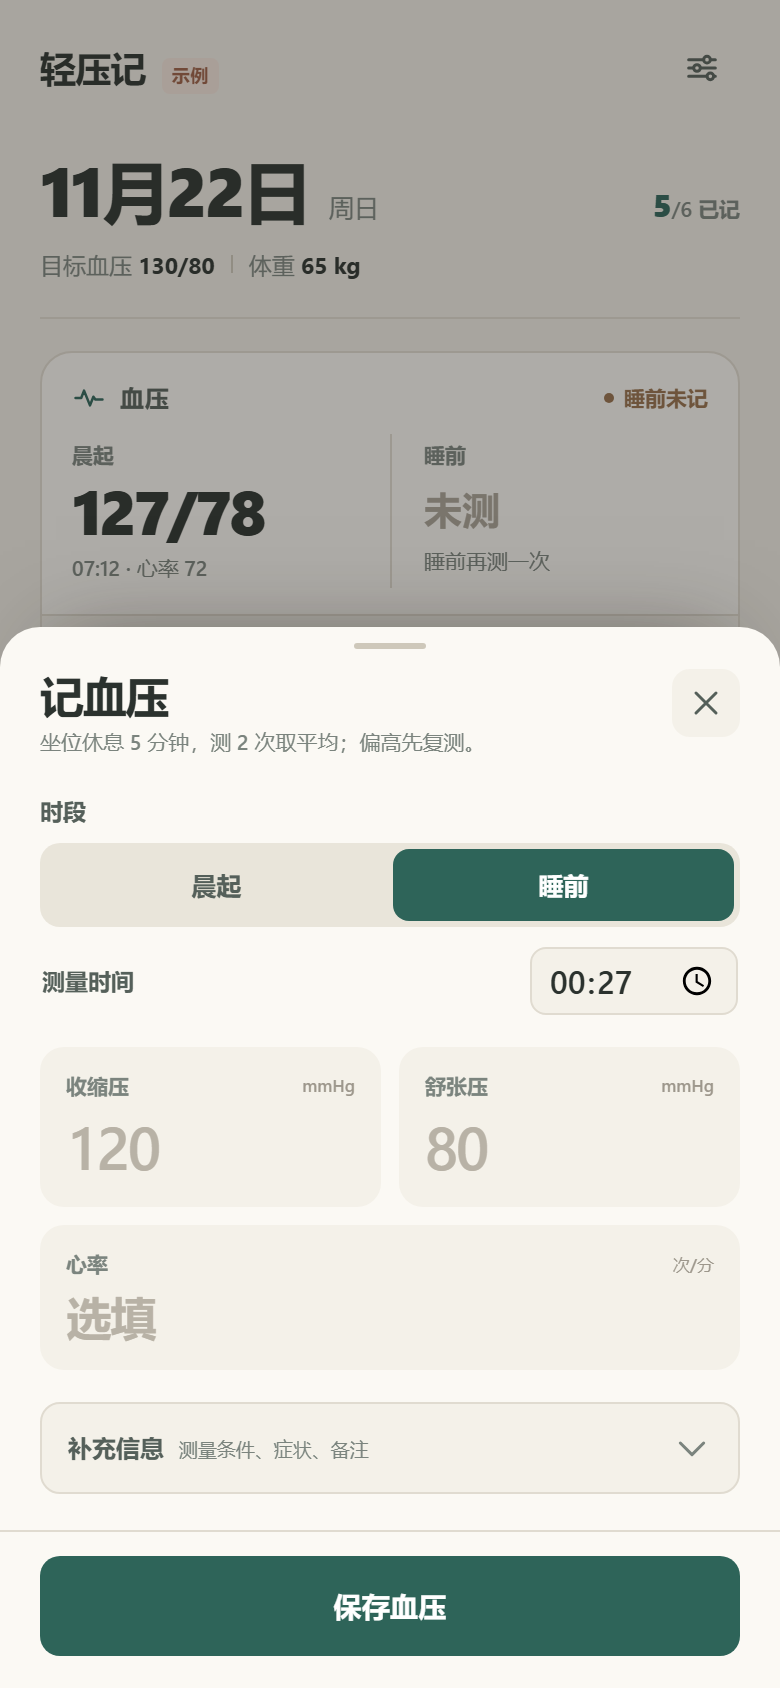 轻压记 示例
11月22日 周日 5/6 已记
目标血压 130/80 体重 65 kg
血压 睡前未记
晨起 睡前
127/78 未测
07:12 · 心率 72 睡前再测一次
记血压
坐位休息 5 分钟，测 2 次取平均；偏高先复测。
时段
晨起 睡前
测量时间 00:27
收缩压 mmHg 舒张压 mmHg
120 80
心率 次/分
选填
补充信息 测量条件、症状、备注
保存血压